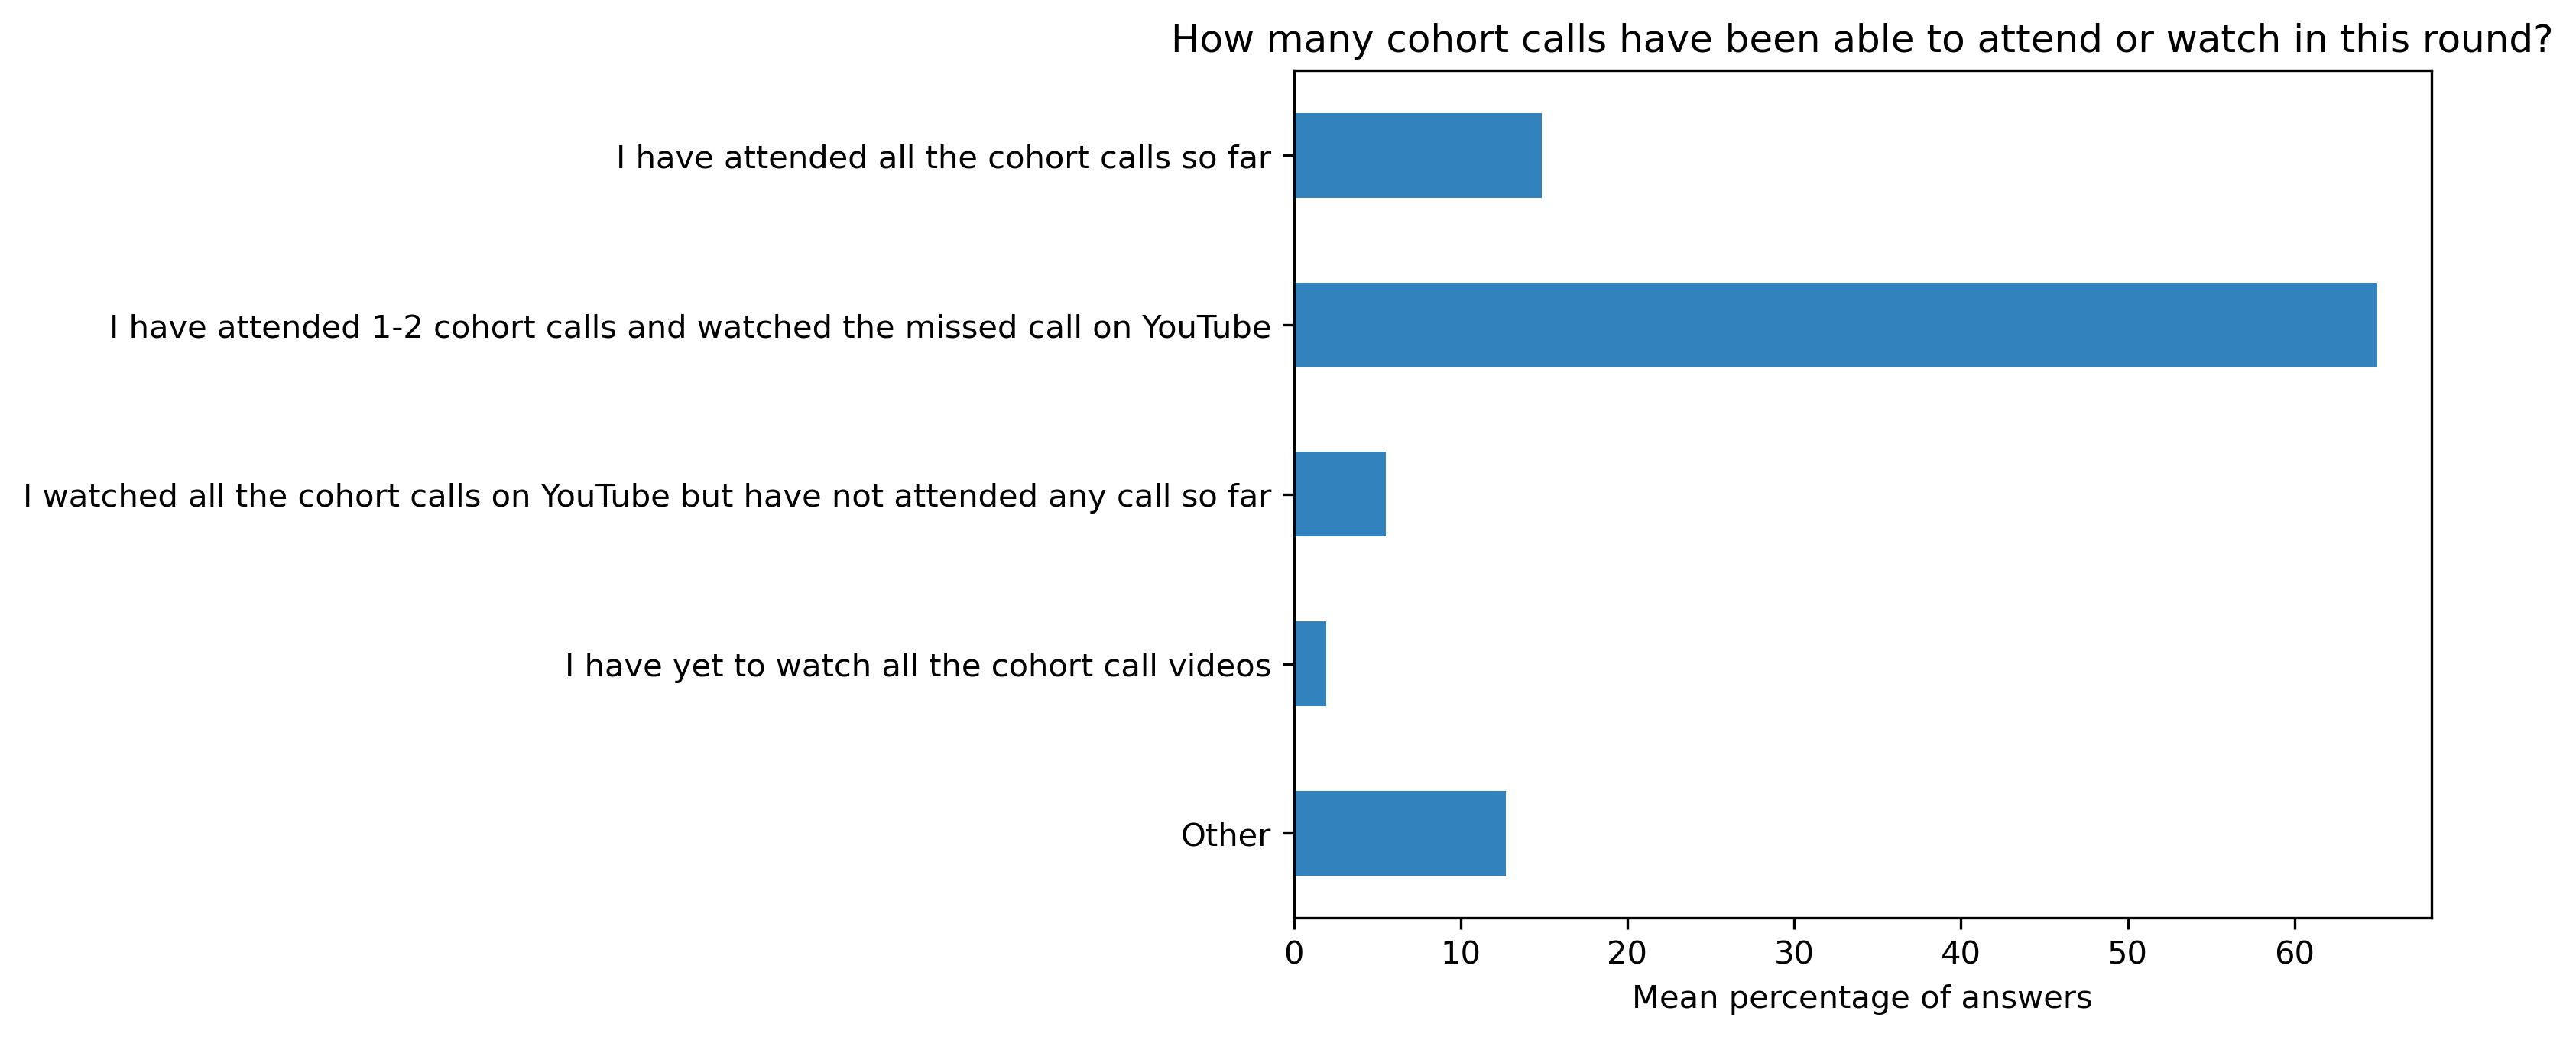 How many cohort calls have been able to attend or watch in this round?
I have attended all the cohort calls so far
I have attended 1-2 cohort calls and watched the missed call on YouTube
I watched all the cohort calls on YouTube but have not attended any call so far
I have yet to watch all the cohort call videos
Other
0 10 20 30 40 50 60
Mean percentage of answers